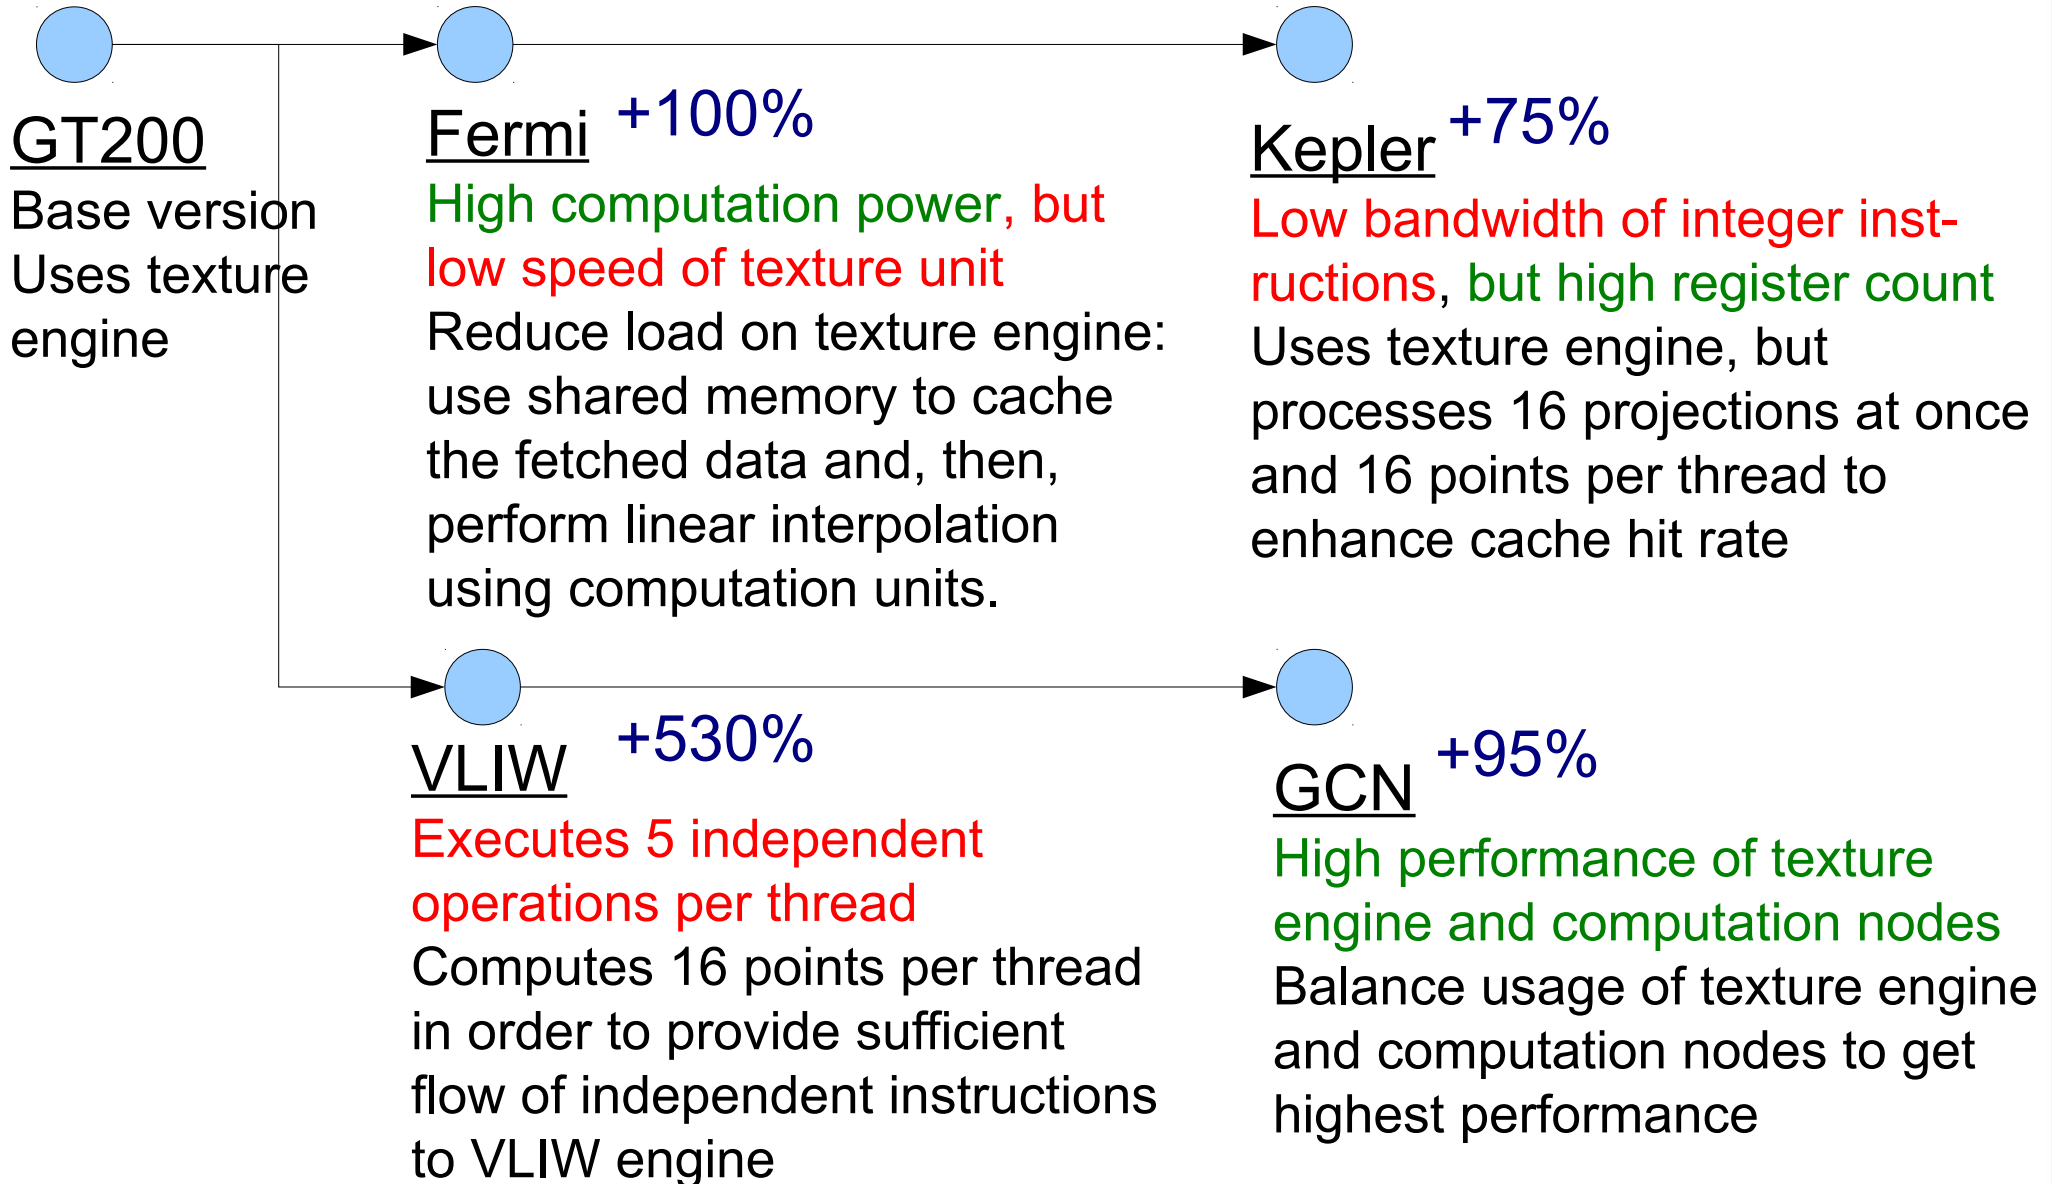 GT200
Base version
Uses texture
engine
Fermi +100%
High computation power, but
low speed of texture unit
Reduce load on texture engine:
use shared memory to cache
the fetched data and, then,
perform linear interpolation
using computation units.
Kepler +75%
Low bandwidth of integer inst-
ructions, but high register count
Uses texture engine, but
processes 16 projections at once
and 16 points per thread to
enhance cache hit rate
VLIW +530%
Executes 5 independent
operations per thread
Computes 16 points per thread
in order to provide sufficient
flow of independent instructions
to VLIW engine
GCN +95%
High performance of texture
engine and computation nodes
Balance usage of texture engine
and computation nodes to get
highest performance